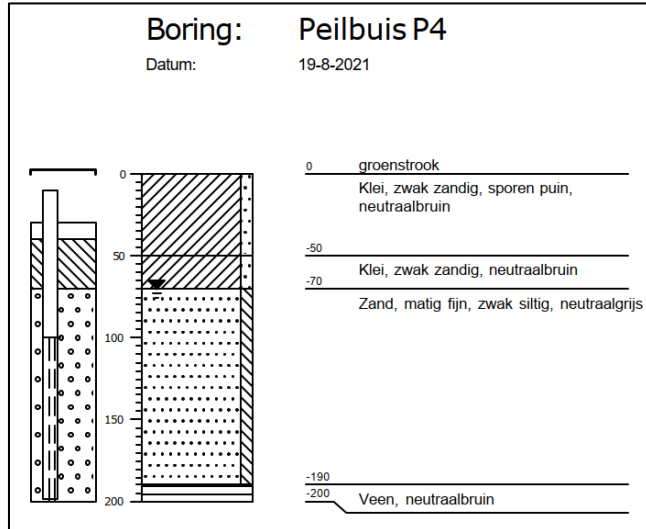 Boring: Peilbuis P4
Datum: 19-8-2021
0
50
100
150
200
0 groenstrook
Klei, zwak zandig, sporen puin,
neutraalbruin
-50
Klei, zwak zandig, neutraalbruin
-70
Zand, matig fijn, zwak siltig, neutraalgrijs
-190
-200 Veen, neutraalbruin